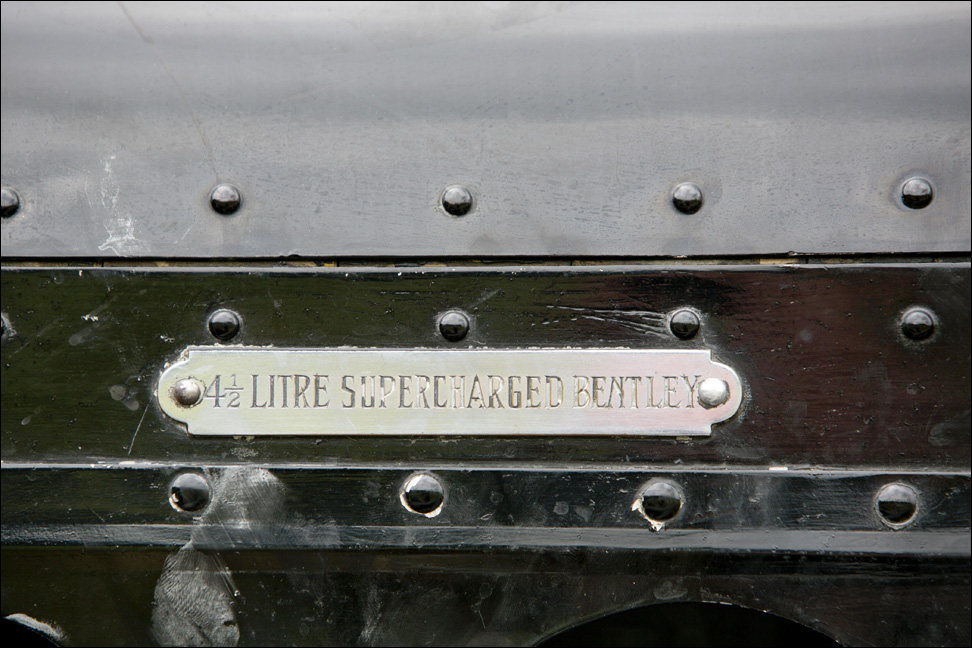 4½ LITRE SUPERCHARGED BENTLEY